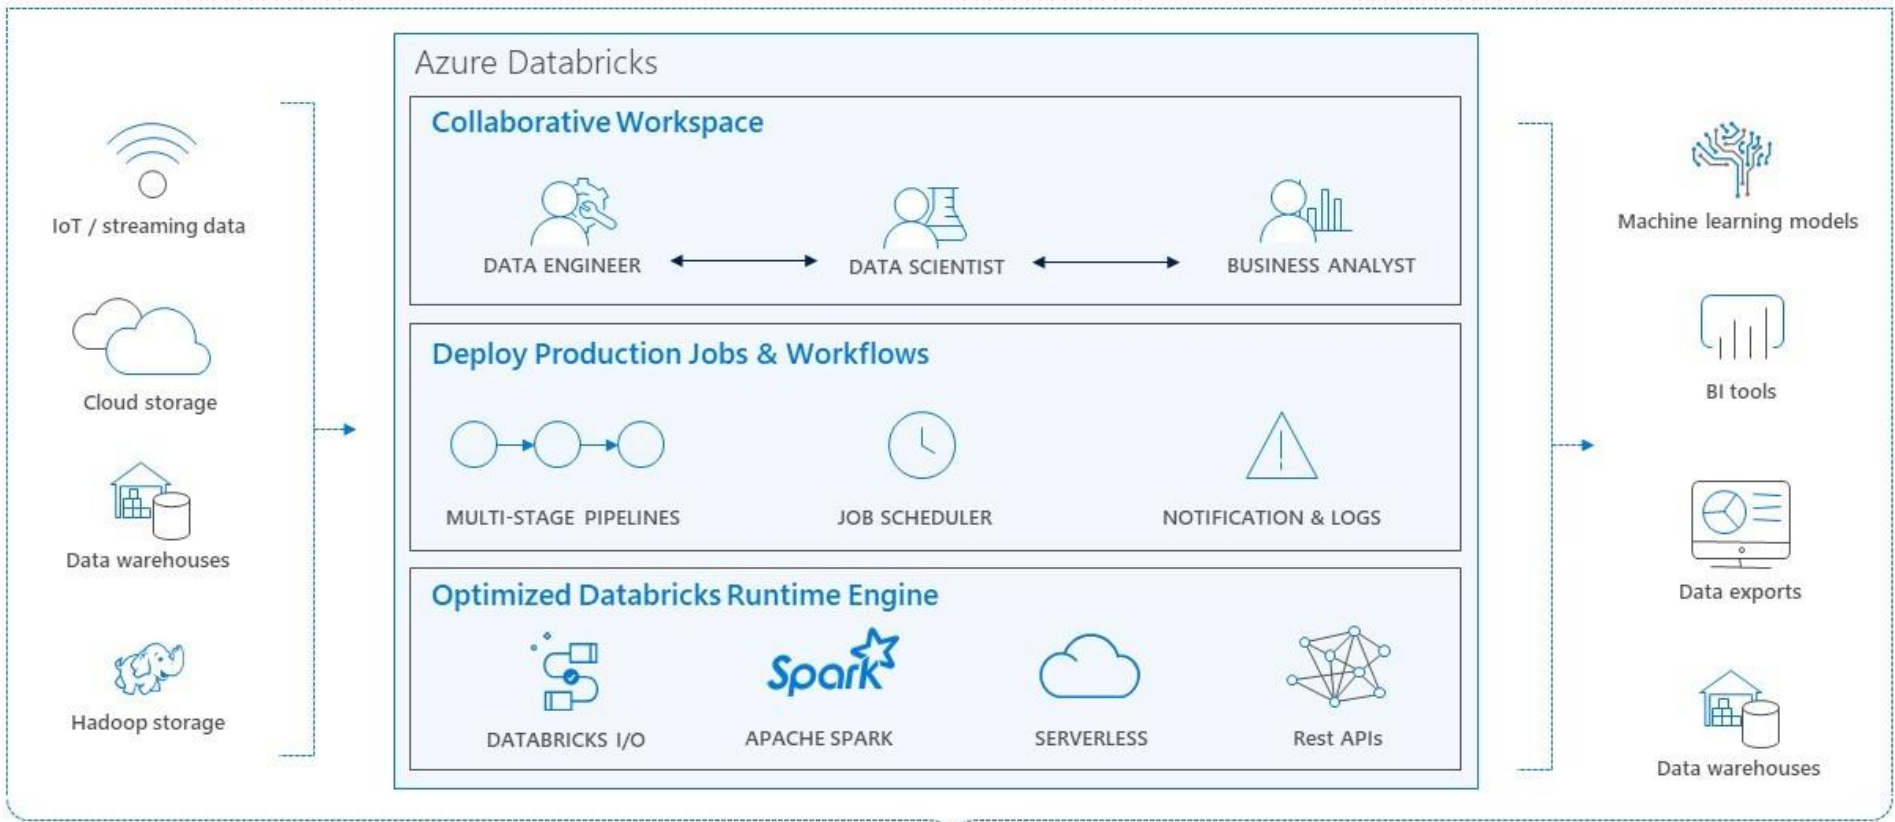 Azure Databricks
Collaborative Workspace
DATA ENGINEER
DATA SCIENTIST
BUSINESS ANALYST
Deploy Production Jobs & Workflows
MULTI-STAGE PIPELINES
JOB SCHEDULER
NOTIFICATION & LOGS
Optimized Databricks Runtime Engine
Spark
DATABRICKS I/O
APACHE SPARK
SERVERLESS
Rest APIs
IoT / streaming data
Cloud storage
Data warehouses
Hadoop storage
Machine learning models
BI tools
Data exports
Data warehouses